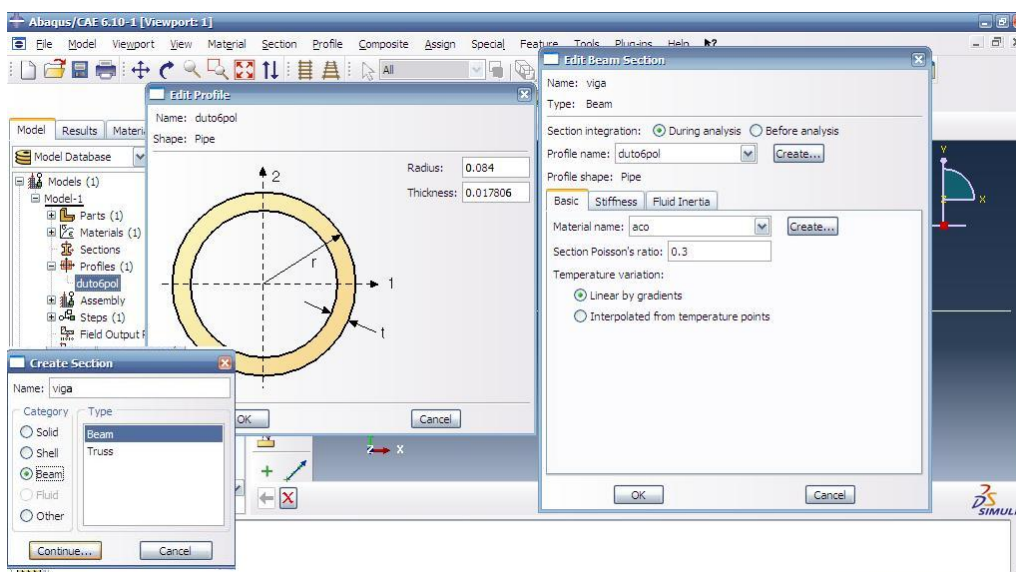 Abaqus/CAE 6.10-1 [Viewport: 1]
File Model Viewport View Material Section Profile Composite Assign Special Feature Tools Plug-ins Help
All
Model Results
Model Database
Models (1)
Model-1
Parts (1)
Materials (1)
Sections
Profiles (1)
duto6pol
Assembly
Steps (1)
Field Output
Edit Profile
Name: duto6pol
Shape: Pipe
Radius: 0.084
Thickness: 0.017806
2
r
1
t
OK Cancel
Create Section
Name: viga
Category Type
Solid Beam
Shell Truss
Beam
Fluid
Other
Continue... Cancel
Edit Beam Section
Name: viga
Type: Beam
Section integration: During analysis Before analysis
Profile name: duto6pol Create...
Profile shape: Pipe
Basic Stiffness Fluid Inertia
Material name: aco Create...
Section Poisson's ratio: 0.3
Temperature variation:
Linear by gradients
Interpolated from temperature points
OK Cancel
Y
X
Z X